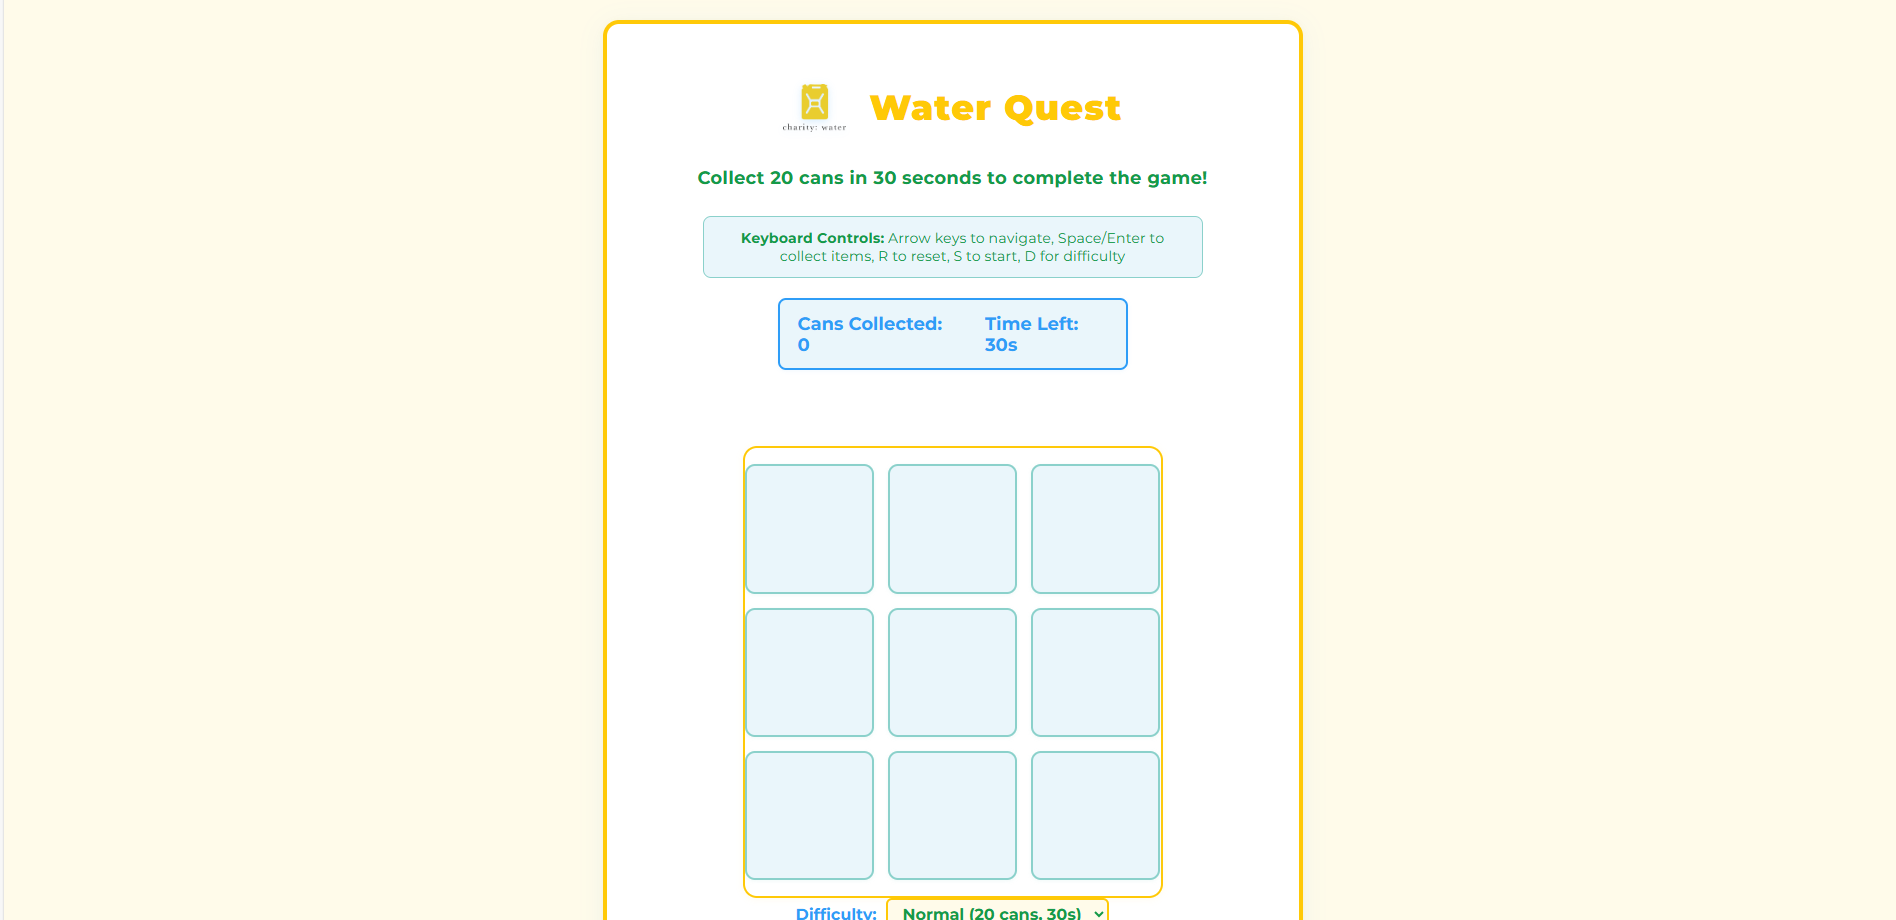 charity: water
Water Quest
Collect 20 cans in 30 seconds to complete the game!
Keyboard Controls: Arrow keys to navigate, Space/Enter to
collect items, R to reset, S to start, D for difficulty
Cans Collected:
0
Time Left:
30s
Difficulty:
Normal (20 cans, 30s)